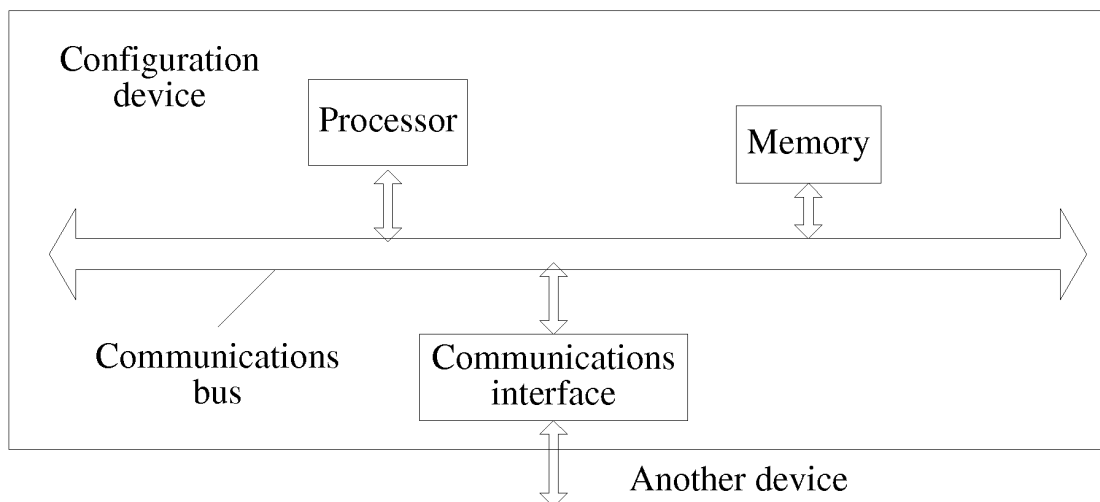 Configuration
device
Processor
Memory
Communications
bus
Communications
interface
Another device